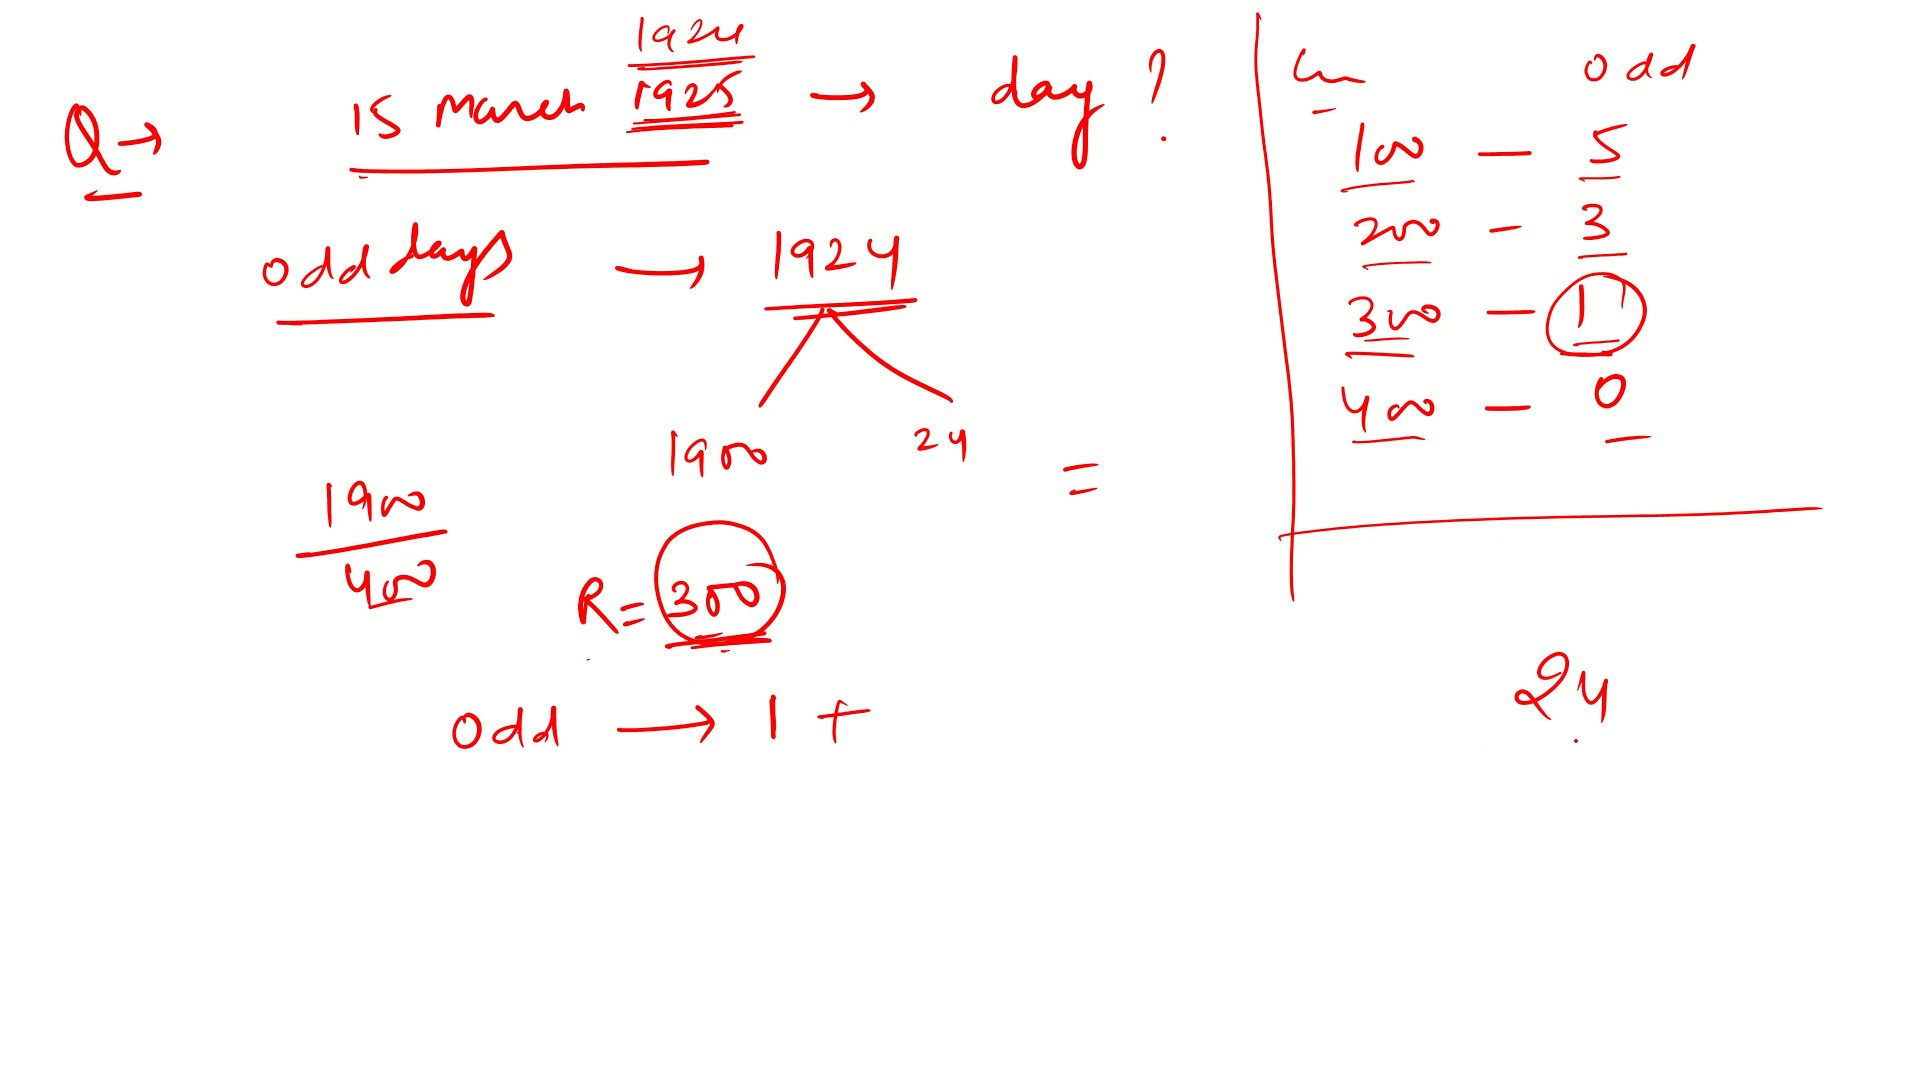 1924
Q→ 15 March 1925 → day ?
odd days → 1924
1900 24 =
1900
400
R = 300
odd → 1 +
odd
100 — 5
200 — 3
300 — 1
400 — 0
24